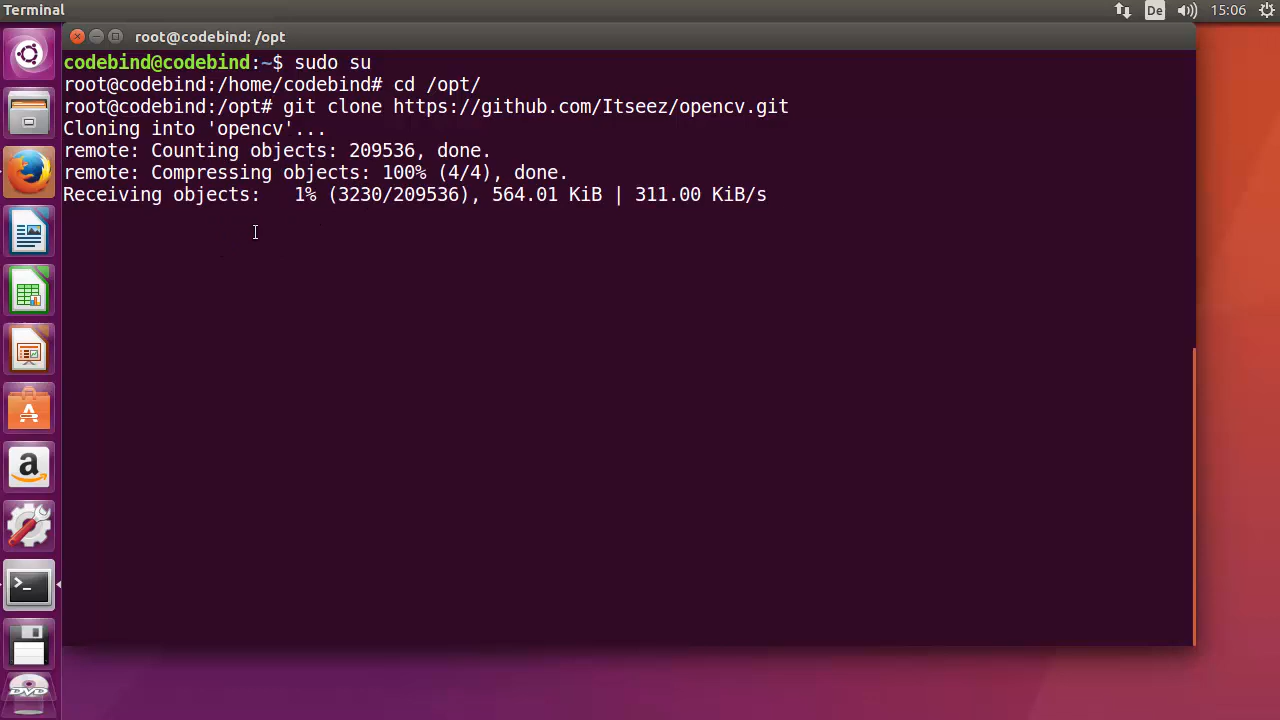 Terminal
De
15:06
root@codebind: /opt
codebind@codebind:~$ sudo su
root@codebind:/home/codebind# cd /opt/
root@codebind:/opt# git clone https://github.com/Itseez/opencv.git
Cloning into 'opencv'...
remote: Counting objects: 209536, done.
remote: Compressing objects: 100% (4/4), done.
Receiving objects:   1% (3230/209536), 564.01 KiB | 311.00 KiB/s
a
>_
DVD